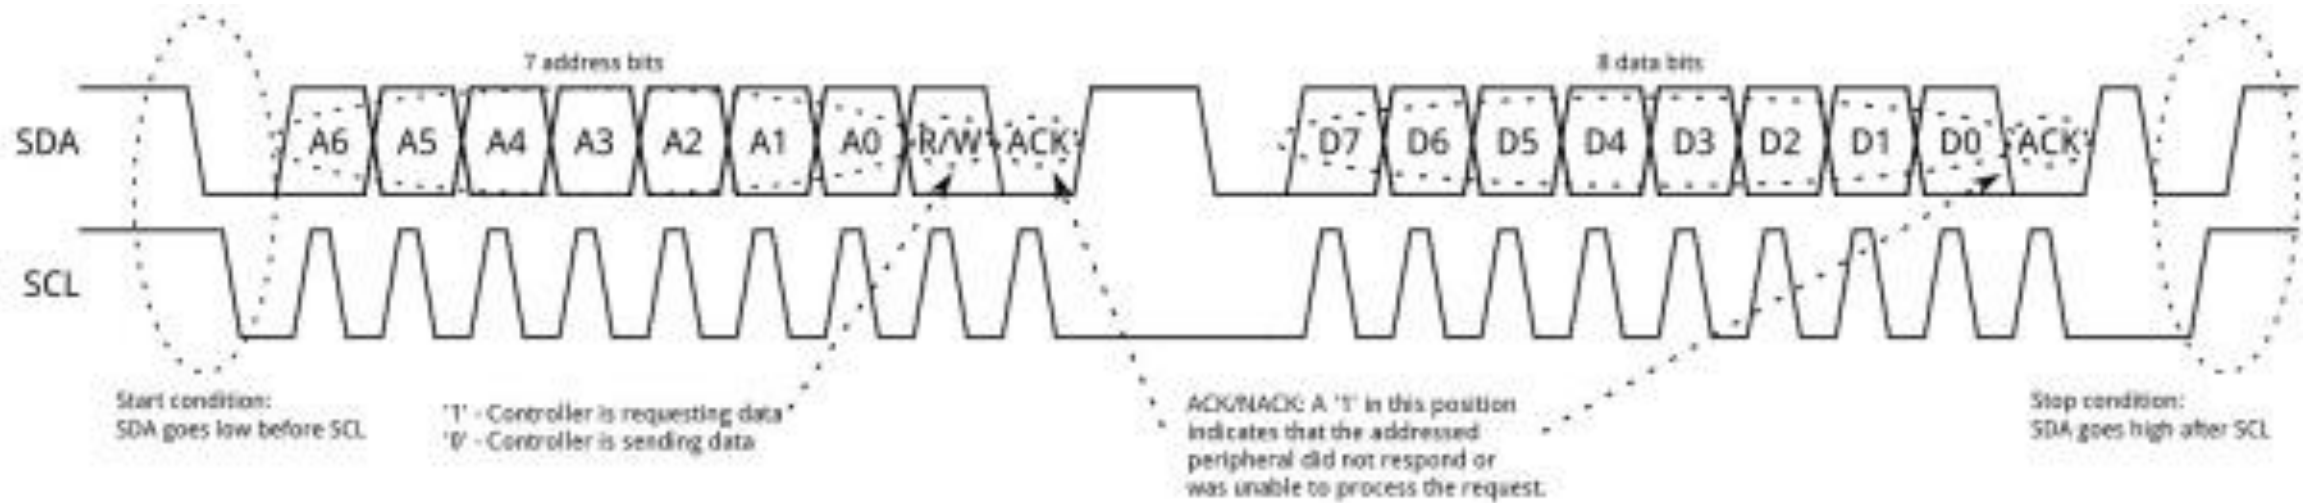 7 address bits
8 data bits
SDA
A6 A5 A4 A3 A2 A1 A0 R/W ACK
D7 D6 D5 D4 D3 D2 D1 D0 ACK
SCL
Start condition:
SDA goes low before SCL
'1' - Controller is requesting data
'0' - Controller is sending data
ACK/NACK: A '1' in this position
indicates that the addressed
peripheral did not respond or
was unable to process the request.
Stop condition:
SDA goes high after SCL